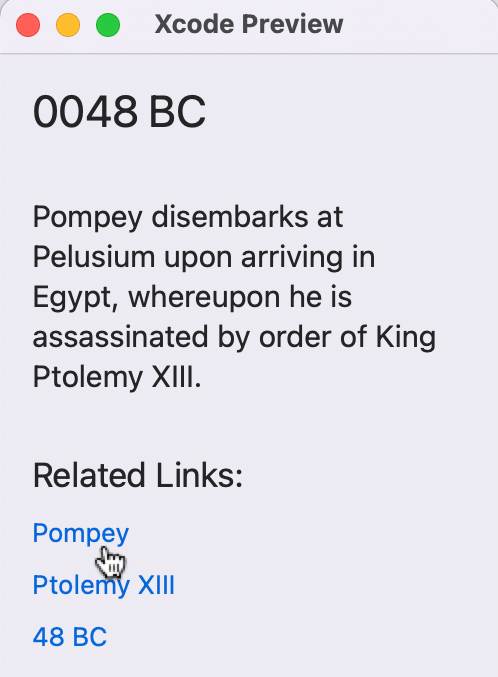 Xcode Preview
0048 BC
Pompey disembarks at
Pelusium upon arriving in
Egypt, whereupon he is
assassinated by order of King
Ptolemy XIII.
Related Links:
Pompey
Ptolemy XIII
48 BC